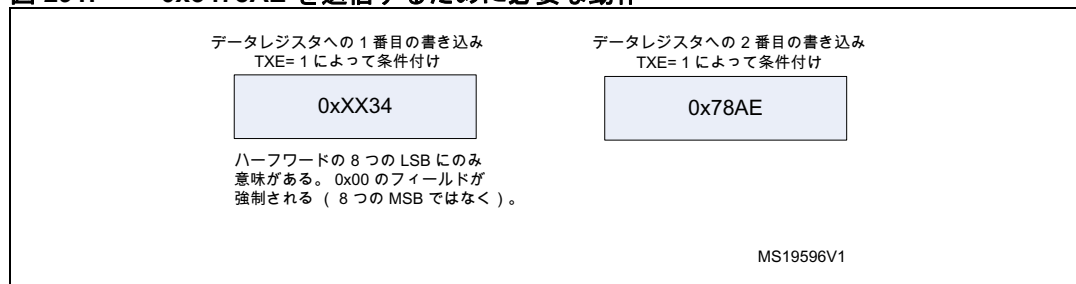 データレジスタへの 1 番目の書き込み
TXE= 1 によって条件付け
0xXX34
ハーフワードの 8 つの LSB にのみ
意味がある。 0x00 のフィールドが
強制される ( 8 つの MSB ではなく ) 。
データレジスタへの 2 番目の書き込み
TXE= 1 によって条件付け
0x78AE
MS19596V1